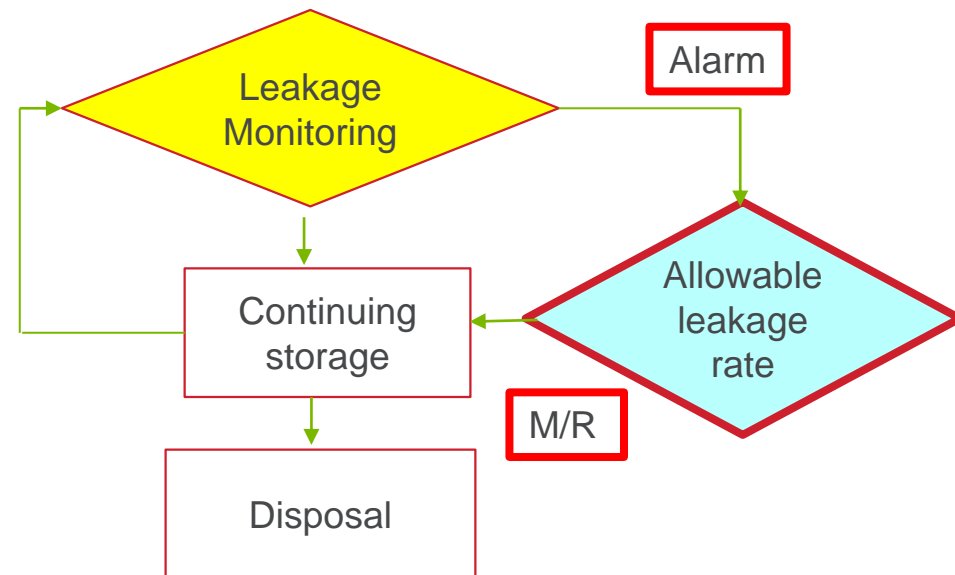 Leakage
Monitoring
Alarm
Allowable
leakage
rate
Continuing
storage
M/R
Disposal